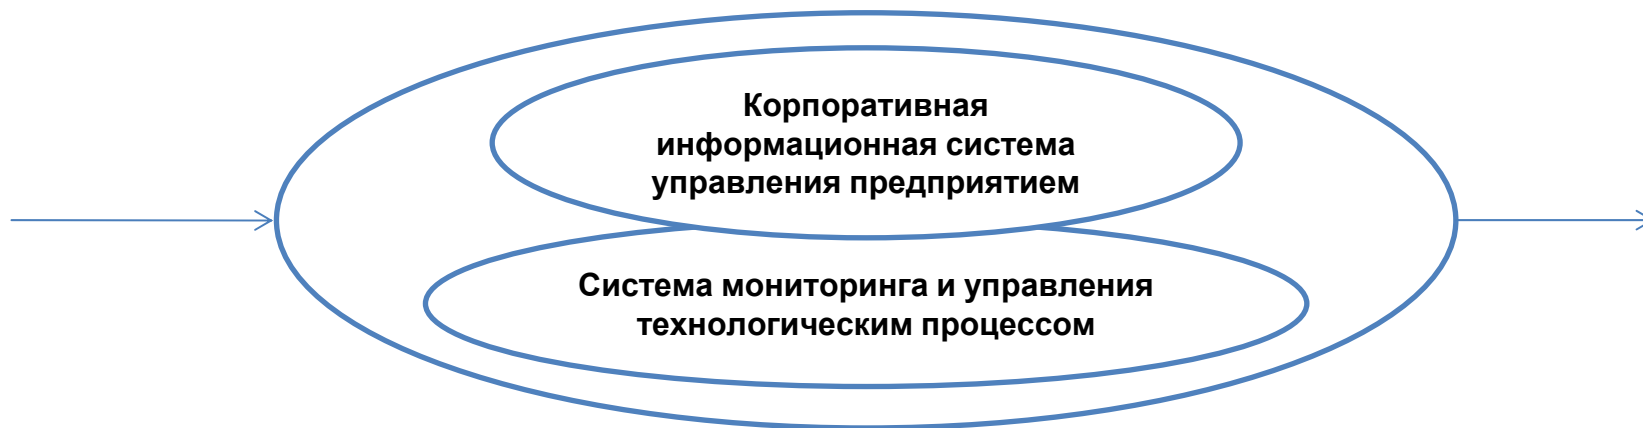 Корпоративная
информационная система
управления предприятием
Система мониторинга и управления
технологическим процессом